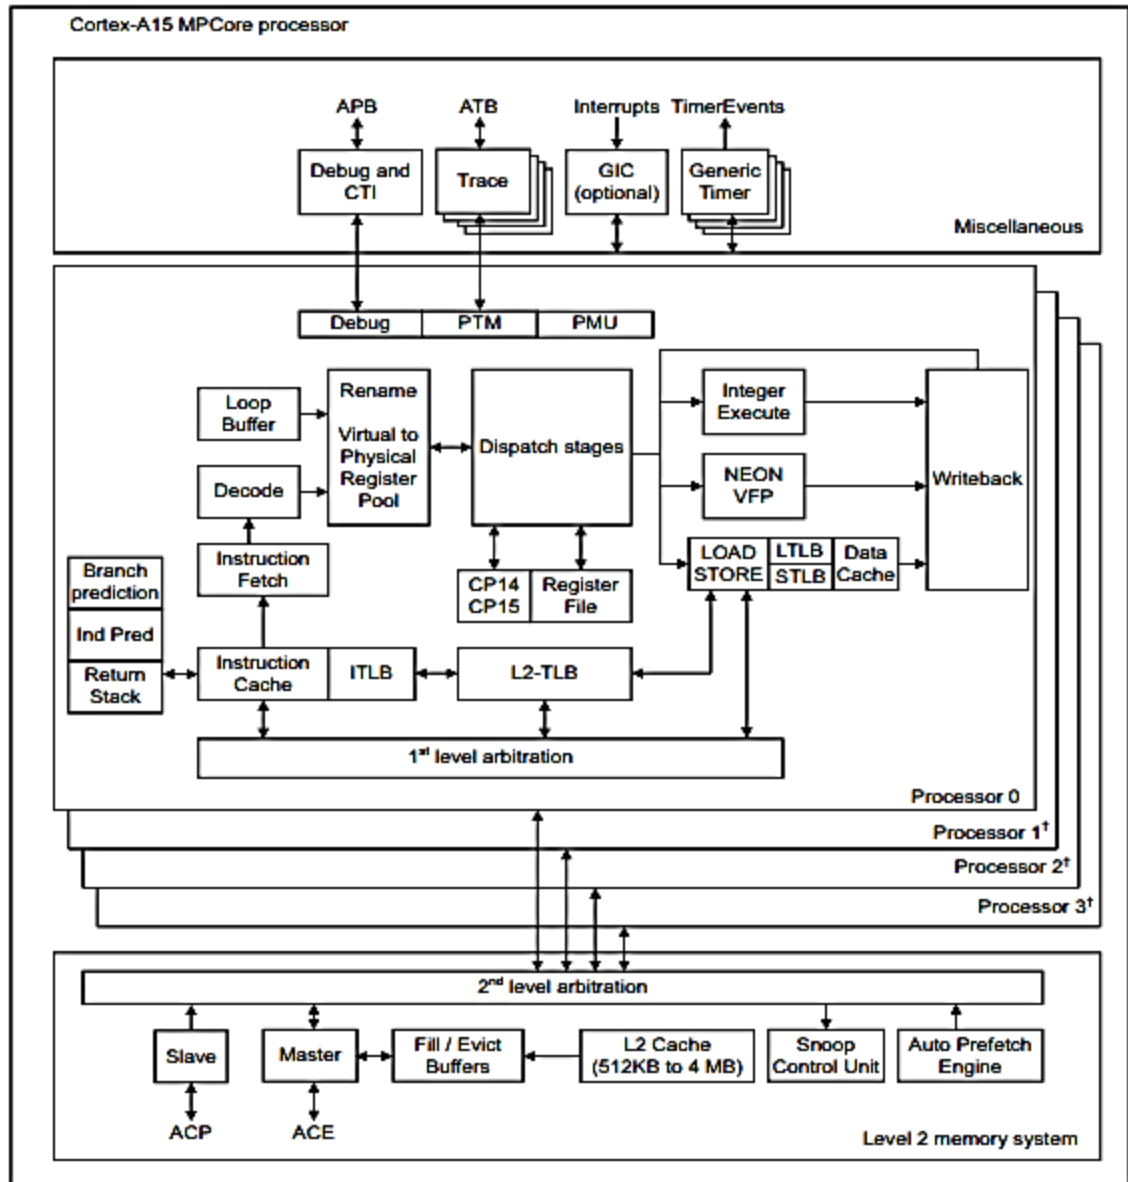 Cortex-A15 MPCore processor
APB
ATB
Interrupts
TimerEvents
Debug and
CTI
Trace
GIC
(optional)
Generic
Timer
Miscellaneous
Debug
PTM
PMU
Loop
Buffer
Rename
Virtual to
Physical
Register
Pool
Dispatch stages
Integer
Execute
Writeback
Decode
NEON
VFP
Instruction
Fetch
LOAD
STORE
LTLB
STLB
Data
Cache
Branch
prediction
Ind Pred
Return
Stack
CP14
CP15
Register
File
Instruction
Cache
ITLB
L2-TLB
1st level arbitration
Processor 0
Processor 1†
Processor 2†
Processor 3†
2nd level arbitration
Slave
Master
Fill / Evict
Buffers
L2 Cache
(512KB to 4 MB)
Snoop
Control Unit
Auto Prefetch
Engine
ACP
ACE
Level 2 memory system